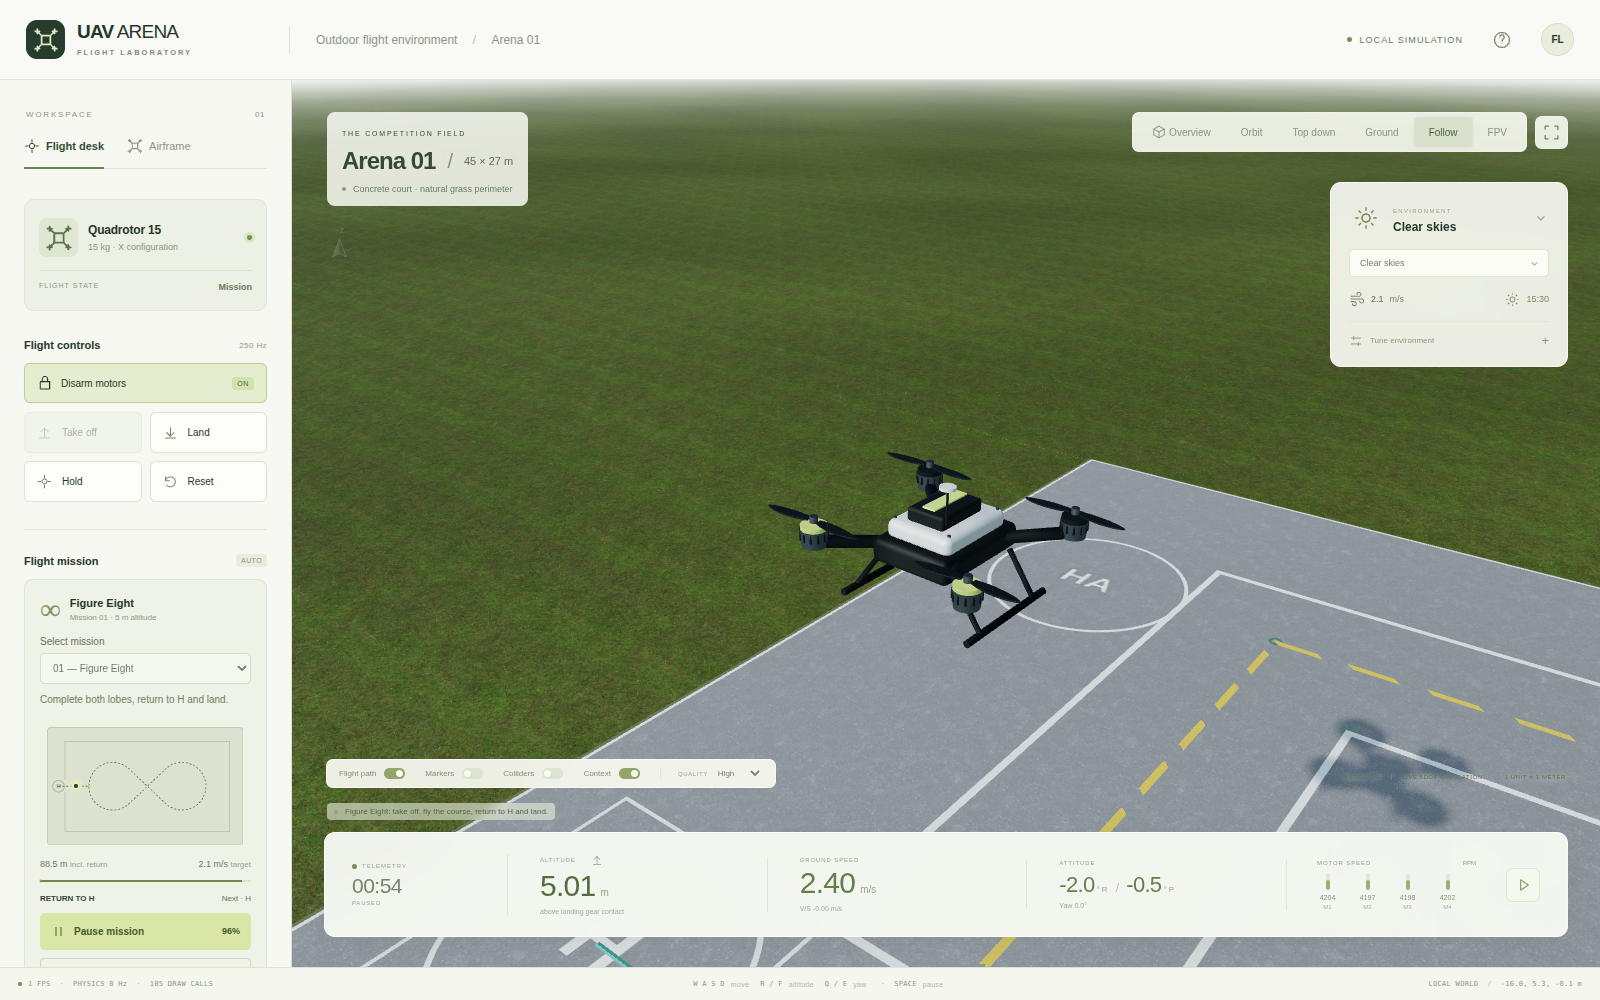 UAV ARENA
FLIGHT LABORATORY
Outdoor flight environment / Arena 01
LOCAL SIMULATION
FL
WORKSPACE 01
Flight desk
Airframe
Quadrotor 15
15 kg · X configuration
FLIGHT STATE Mission
Flight controls 250 Hz
Disarm motors ON
Take off
Land
Hold
Reset
Flight mission AUTO
Figure Eight
Mission 01 · 5 m altitude
Select mission
01 — Figure Eight
Complete both lobes, return to H and land.
H
88.5 m incl. return 2.1 m/s target
RETURN TO H Next · H
Pause mission 96%
THE COMPETITION FIELD
Arena 01 / 45 × 27 m
Concrete court · natural grass perimeter
-Z
Overview Orbit Top down Ground Follow FPV
ENVIRONMENT
Clear skies
Clear skies
2.1 m/s 15:30
Tune environment +
HA
Flight path Markers Colliders Context QUALITY High
1 UNIT = 1 METER
Figure Eight: take off, fly the course, return to H and land.
TELEMETRY
00:54
PAUSED
ALTITUDE
5.01 m
above landing gear contact
GROUND SPEED
2.40 m/s
V/S -0.00 m/s
ATTITUDE
-2.0 ° R / -0.5 ° P
Yaw 0.0°
MOTOR SPEED RPM
4204 4197 4198 4202
M1 M2 M3 M4
1 FPS · PHYSICS 0 Hz · 105 DRAW CALLS
W A S D move R / F altitude Q / E yaw · SPACE pause
LOCAL WORLD / -16.0, 5.3, -0.1 m